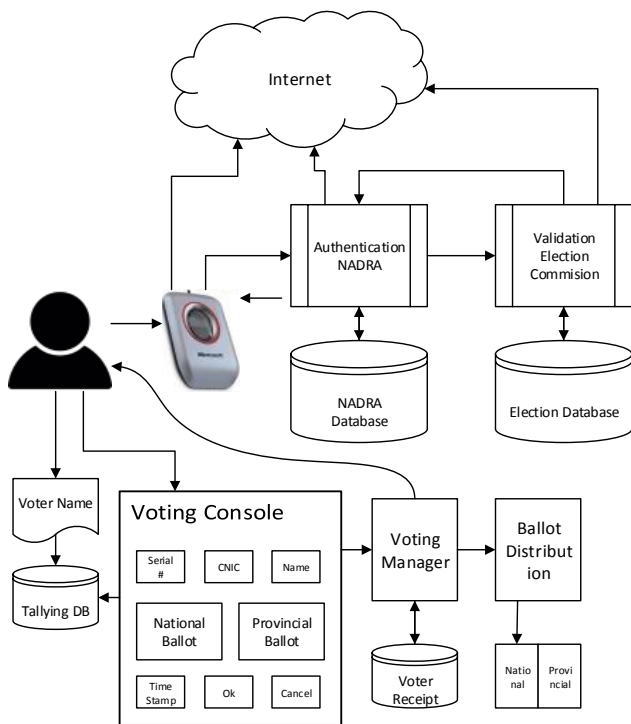 Internet
Authentication
NADRA
Validation
Election
Commision
Microsoft
NADRA
Database
Election Database
Voter Name
Tallying DB
Voting Console
Serial
#
CNIC
Name
National
Ballot
Provincial
Ballot
Time
Stamp
Ok
Cancel
Voting
Manager
Ballot
Distribut
ion
Voter
Receipt
Natio
nal
Provi
ncial